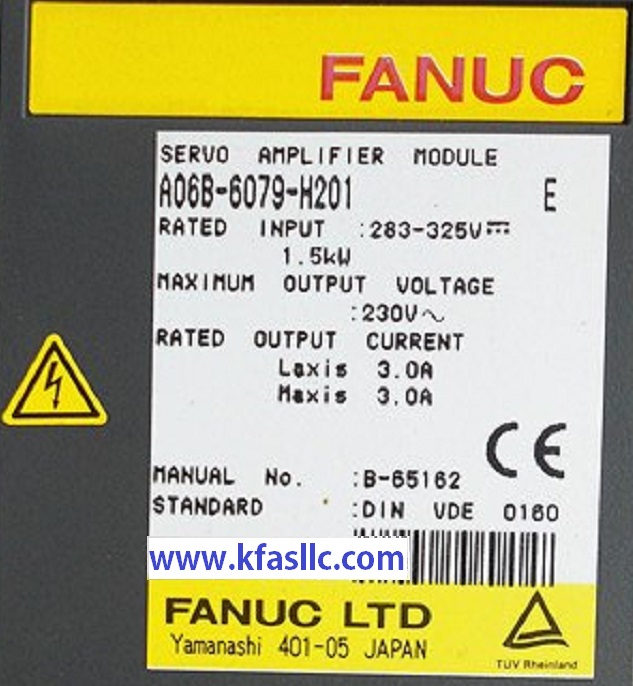 FANUC
SERVO AMPLIFIER MODULE
A06B-6079-H201 E
RATED INPUT :283-325V⎓
1.5kW
MAXIMUM OUTPUT VOLTAGE
:230V～
RATED OUTPUT CURRENT
Laxis 3.0A
Maxis 3.0A
CE
MANUAL No. :B-65162
STANDARD :DIN VDE 0160
www.kfasllc.com
FANUC LTD
Yamanashi 401-05 JAPAN
TÜV Rheinland